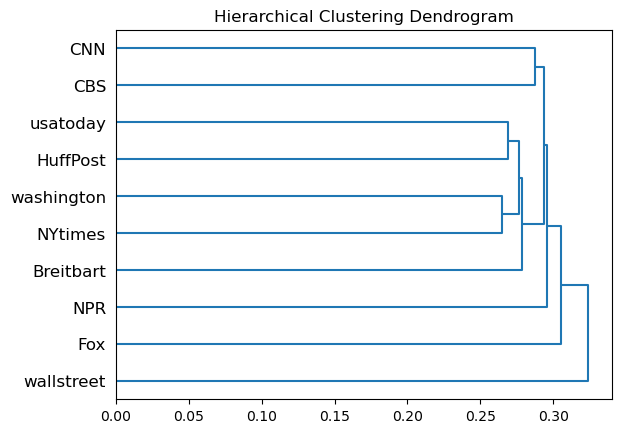 Hierarchical Clustering Dendrogram
CNN
CBS
usatoday
HuffPost
washington
NYtimes
Breitbart
NPR
Fox
wallstreet
0.00 0.05 0.10 0.15 0.20 0.25 0.30